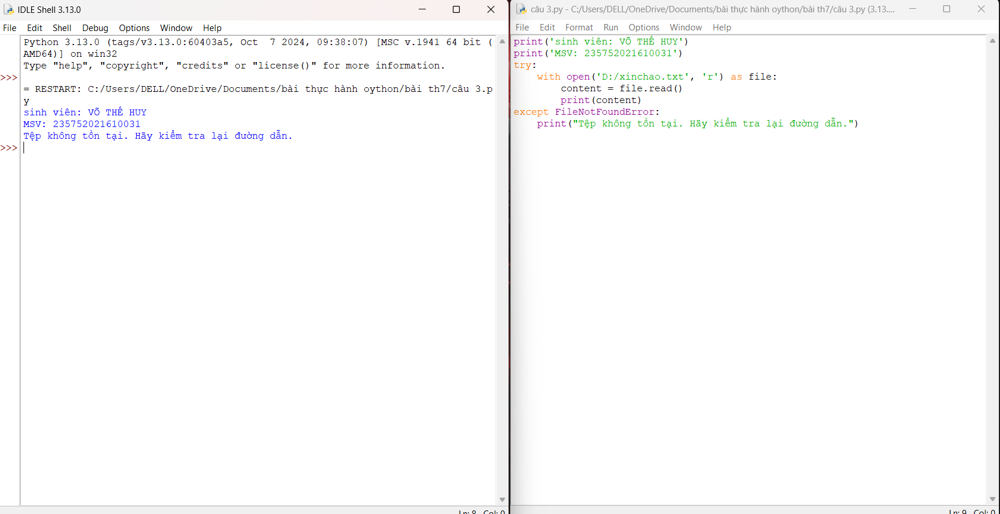 IDLE Shell 3.13.0
File Edit Shell Debug Options Window Help
Python 3.13.0 (tags/v3.13.0:60403a5, Oct  7 2024, 09:38:07) [MSC v.1941 64 bit (
AMD64)] on win32
Type "help", "copyright", "credits" or "license()" for more information.
>>>
= RESTART: C:/Users/DELL/OneDrive/Documents/bài thực hành oython/bài th7/câu 3.p
y
sinh viên: VÕ THẾ HUY
MSV: 235752021610031
Tệp không tồn tại. Hãy kiểm tra lại đường dẫn.
>>>
Ln: 8 Col: 0
câu 3.py - C:/Users/DELL/OneDrive/Documents/bài thực hành oython/bài th7/câu 3.py (3.13....
File Edit Format Run Options Window Help
print('sinh viên: VÕ THẾ HUY')
print('MSV: 235752021610031')
try:
    with open('D:/xinchao.txt', 'r') as file:
        content = file.read()
        print(content)
except FileNotFoundError:
    print("Tệp không tồn tại. Hãy kiểm tra lại đường dẫn.")
Ln: 9 Col: 0